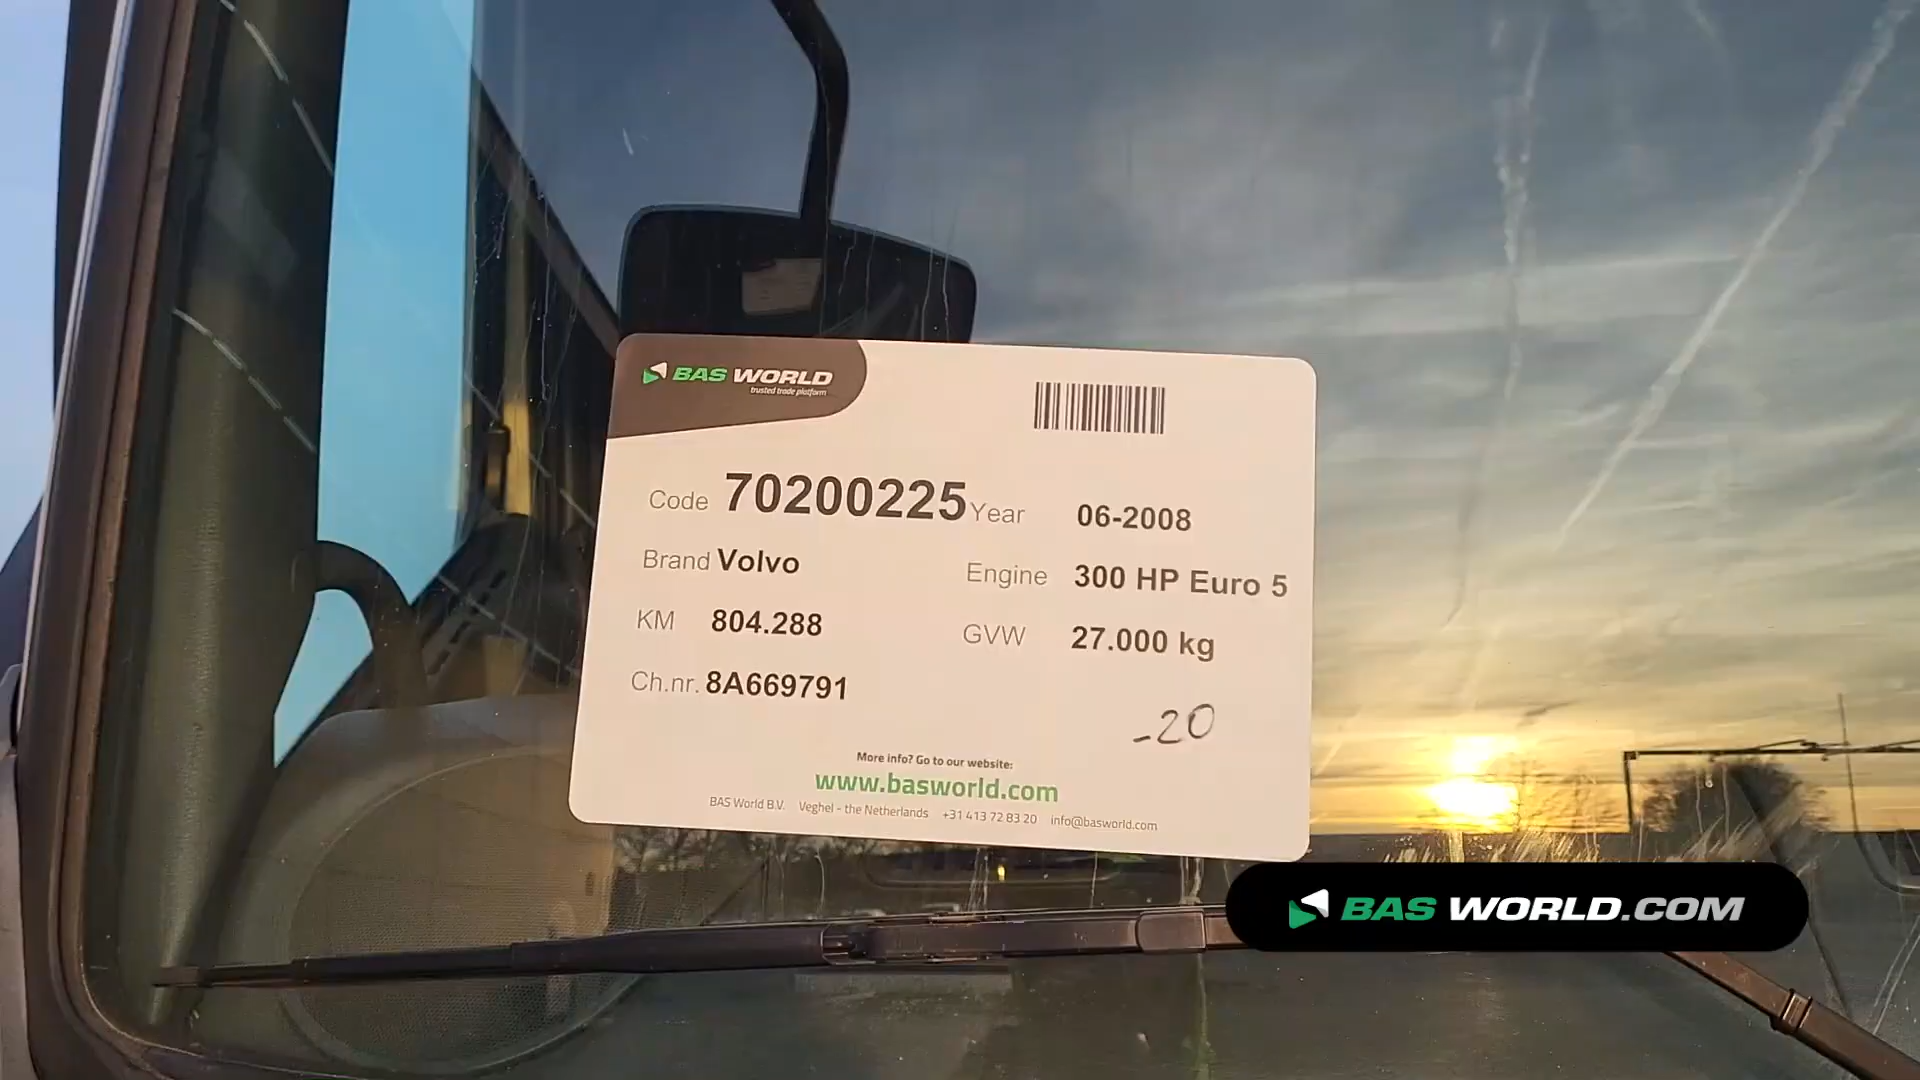 BAS WORLD
trusted trade platform
Code 70200225 Year 06-2008
Brand Volvo Engine 300 HP Euro 5
KM 804.288 GVW 27.000 kg
Ch.nr. 8A669791
-20
More info? Go to our website:
www.basworld.com
BAS World B.V. Veghel - the Netherlands +31 413 72 83 20 info@basworld.com
BAS WORLD.COM